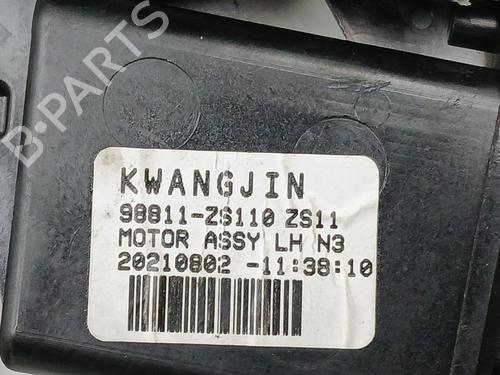 B-PARTS
KWANGJIN
98811-ZS110 ZS11
MOTOR ASSY LH N3
20210802 -11:38:10